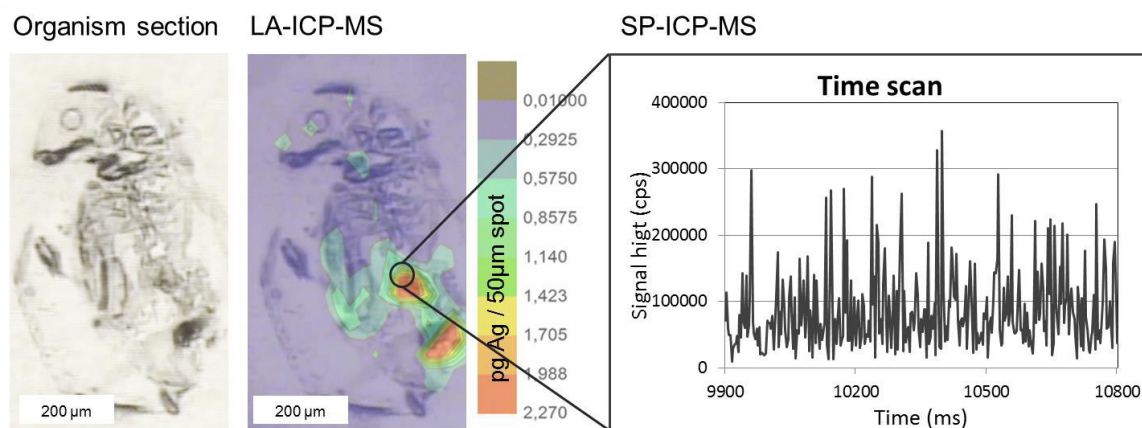 Organism section
LA-ICP-MS
SP-ICP-MS
200 µm
200 µm
0,01000
0,2925
0,5750
0,8575
1,140
1,423
1,705
1,988
2,270
pg Ag / 50µm spot
Time scan
Signal higt (cps)
400000
300000
200000
100000
0
9900
10200
10500
10800
Time (ms)